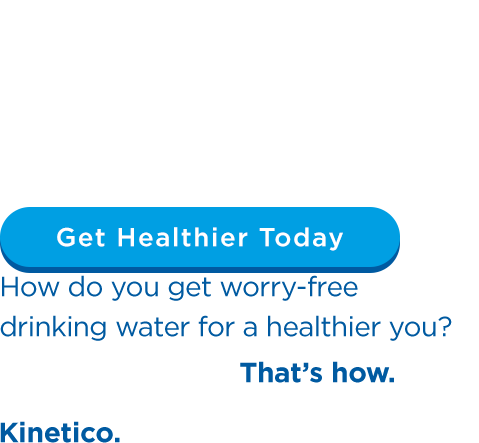 Get Healthier Today
How do you get worry-free
drinking water for a healthier you?
That’s how.
Kinetico.